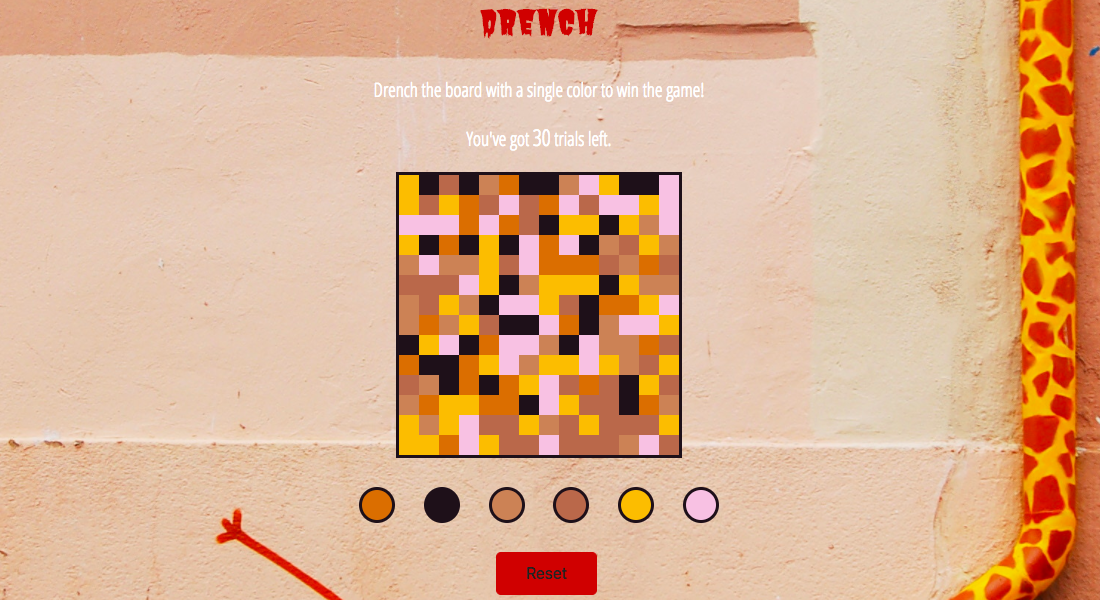 DRENCH
Drench the board with a single color to win the game!
You've got 30 trials left.
Reset